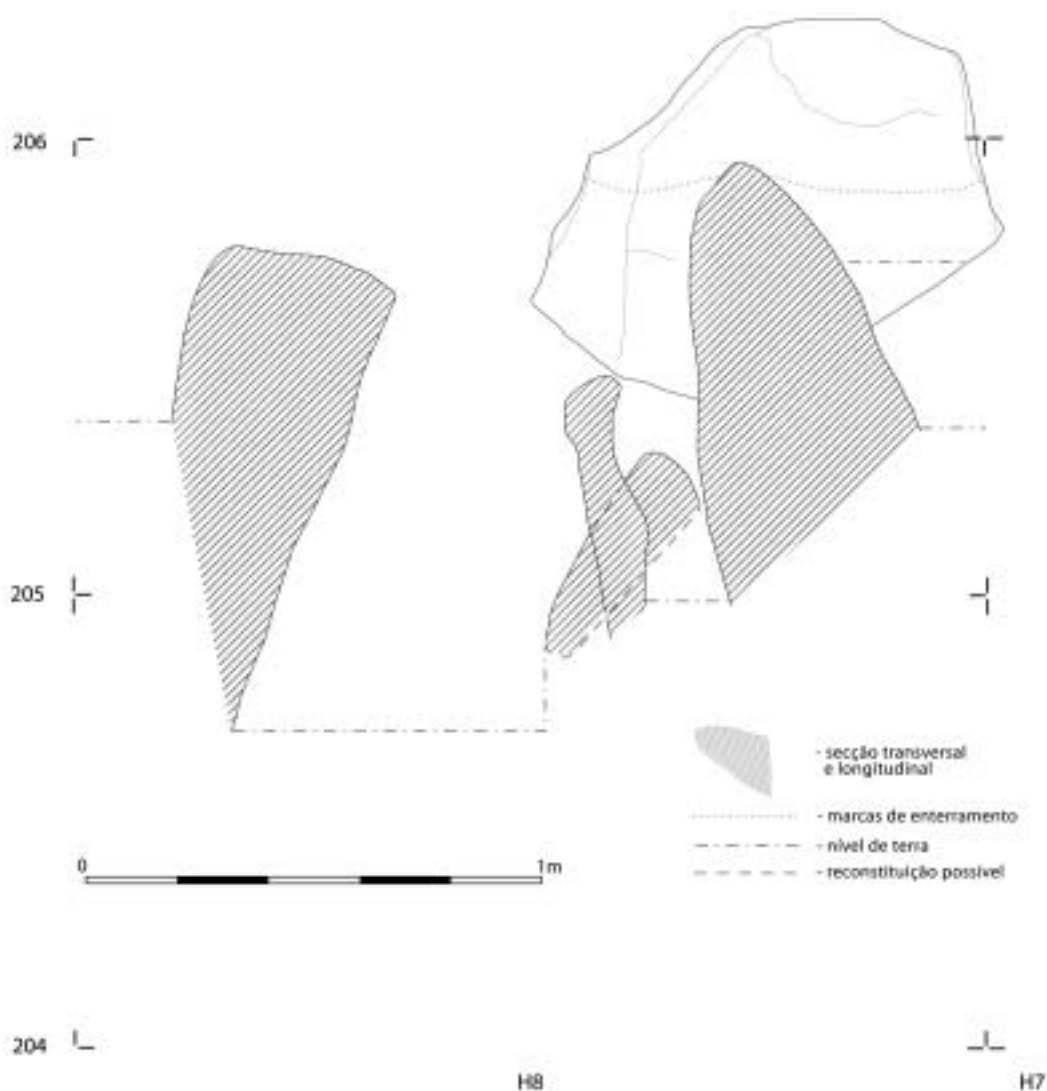 206
205
- secção transversal
e longitudinal
- marcas de enterramento
- nível de terra
- reconstituição possível
0 1m
204
H8 H7